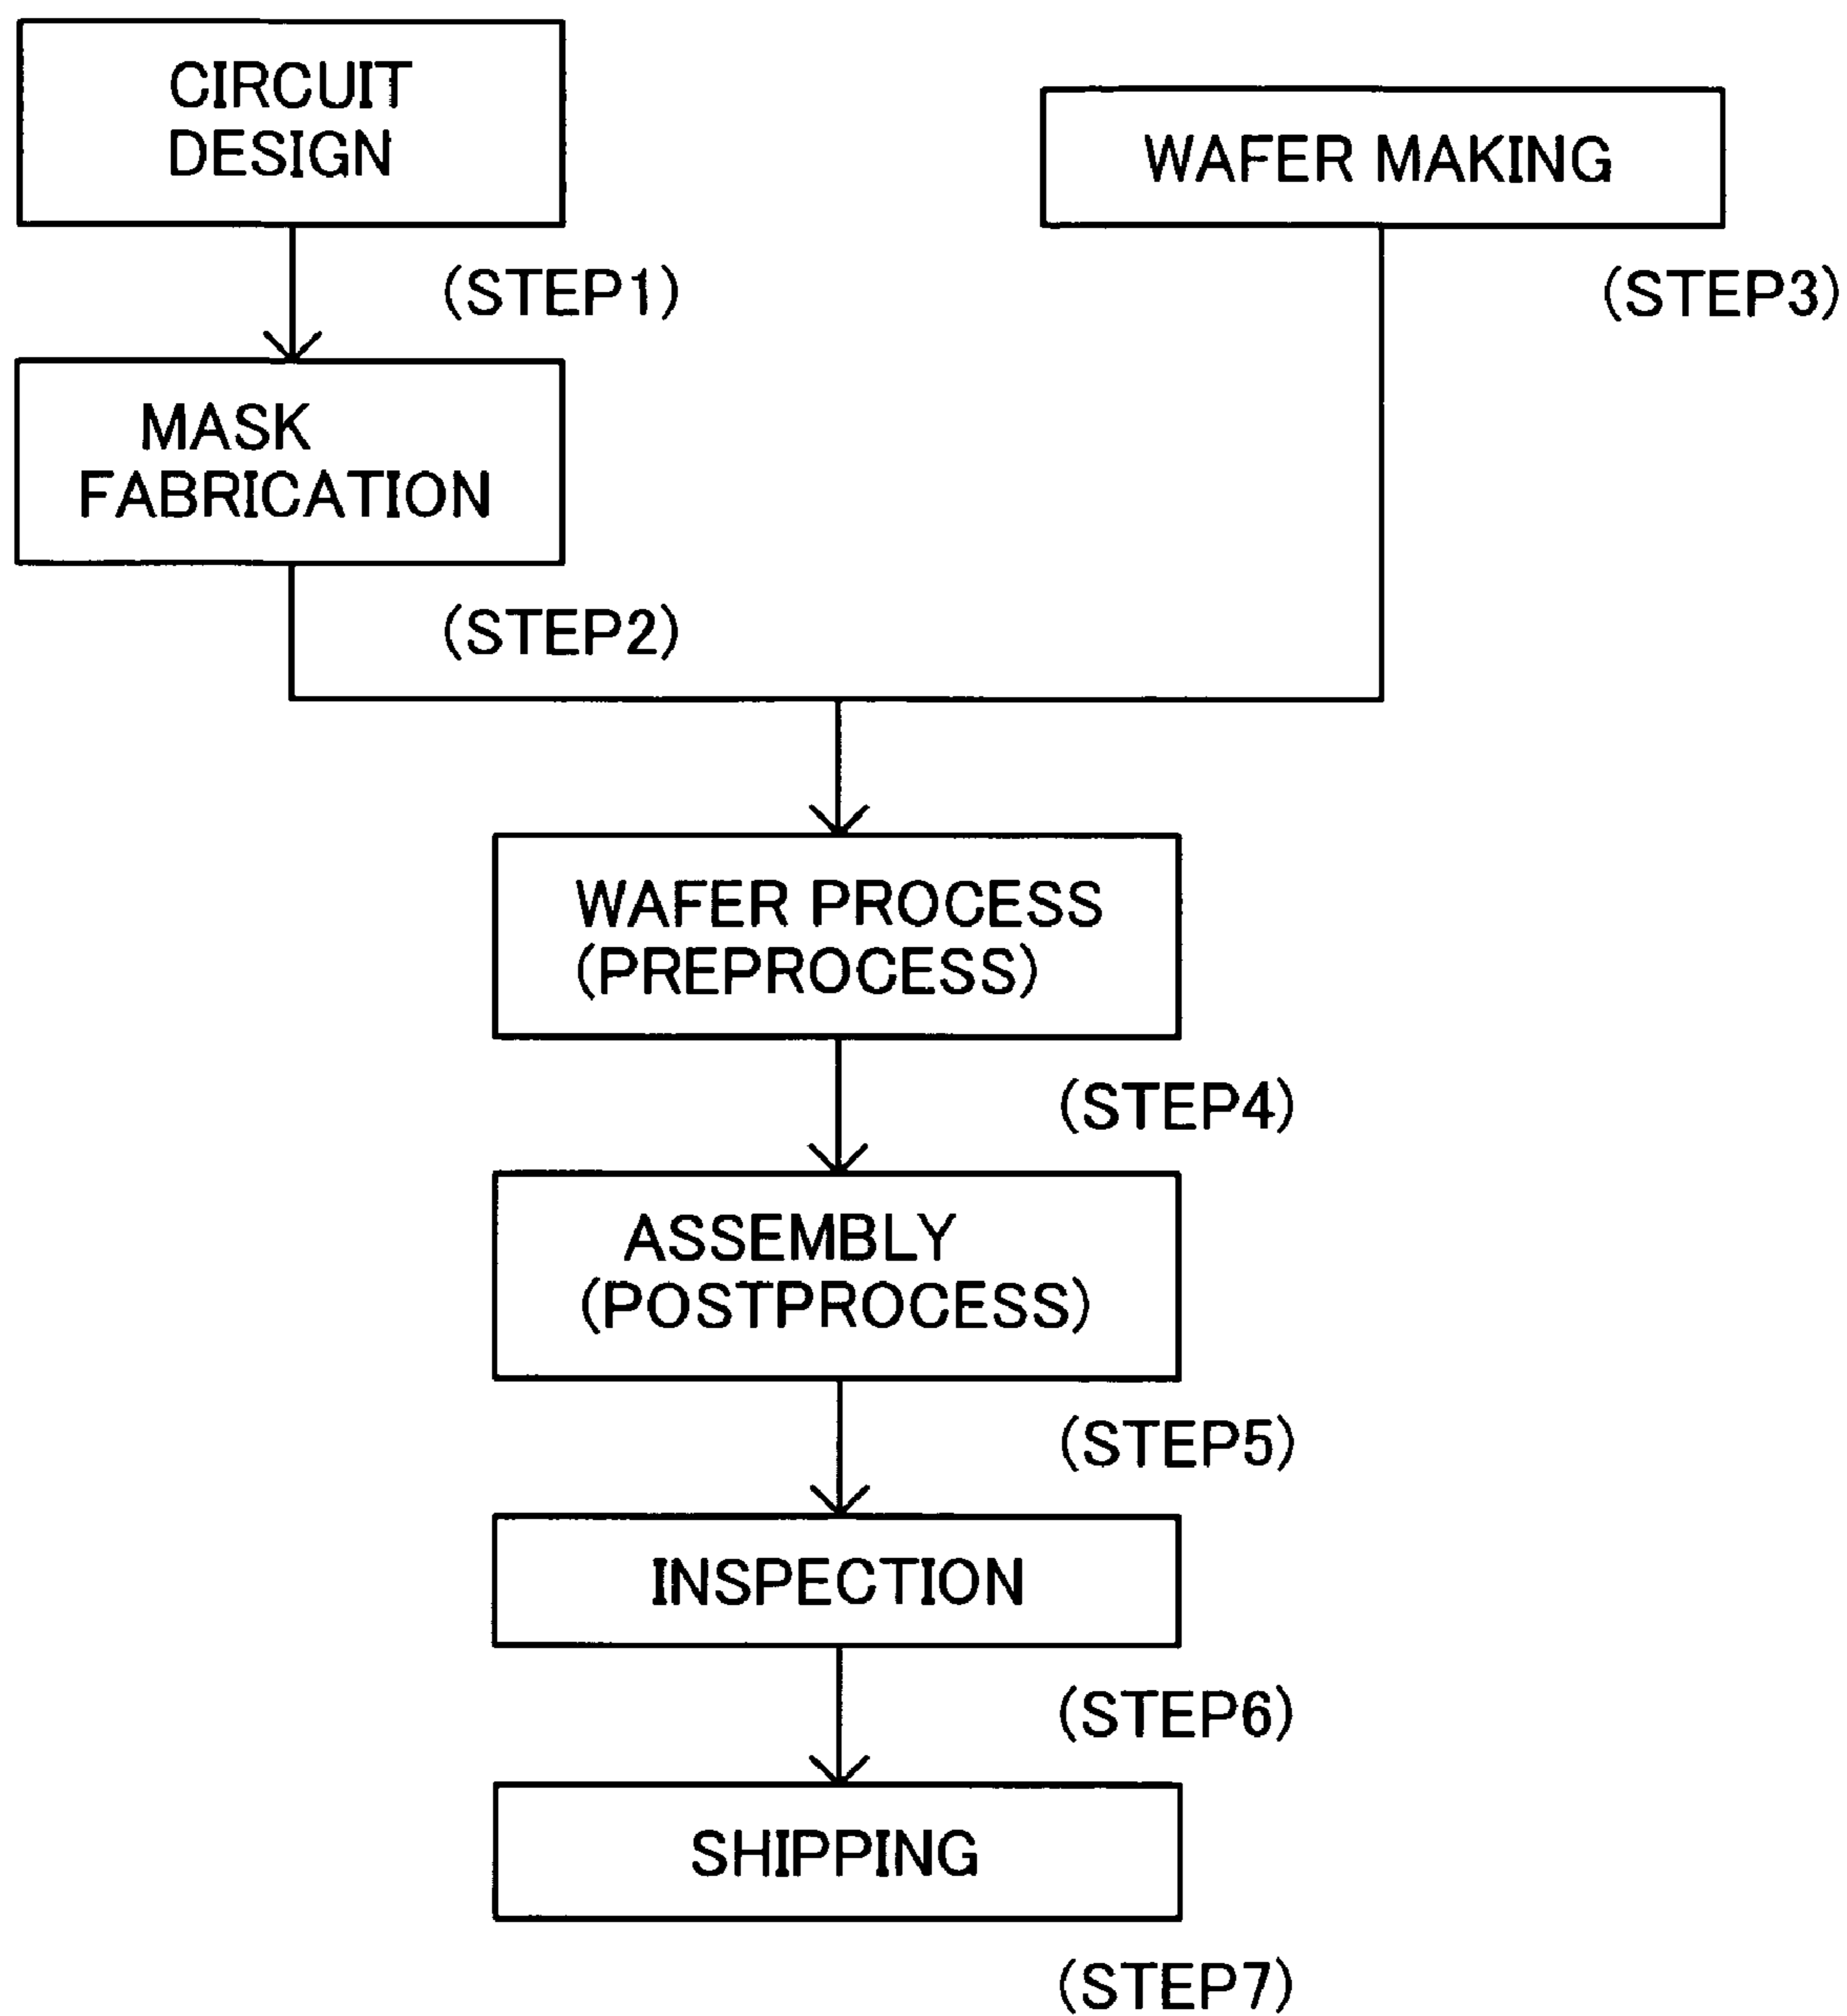 CIRCUIT
DESIGN
(STEP1)
MASK
FABRICATION
(STEP2)
WAFER MAKING
(STEP3)
WAFER PROCESS
(PREPROCESS)
(STEP4)
ASSEMBLY
(POSTPROCESS)
(STEP5)
INSPECTION
(STEP6)
SHIPPING
(STEP7)